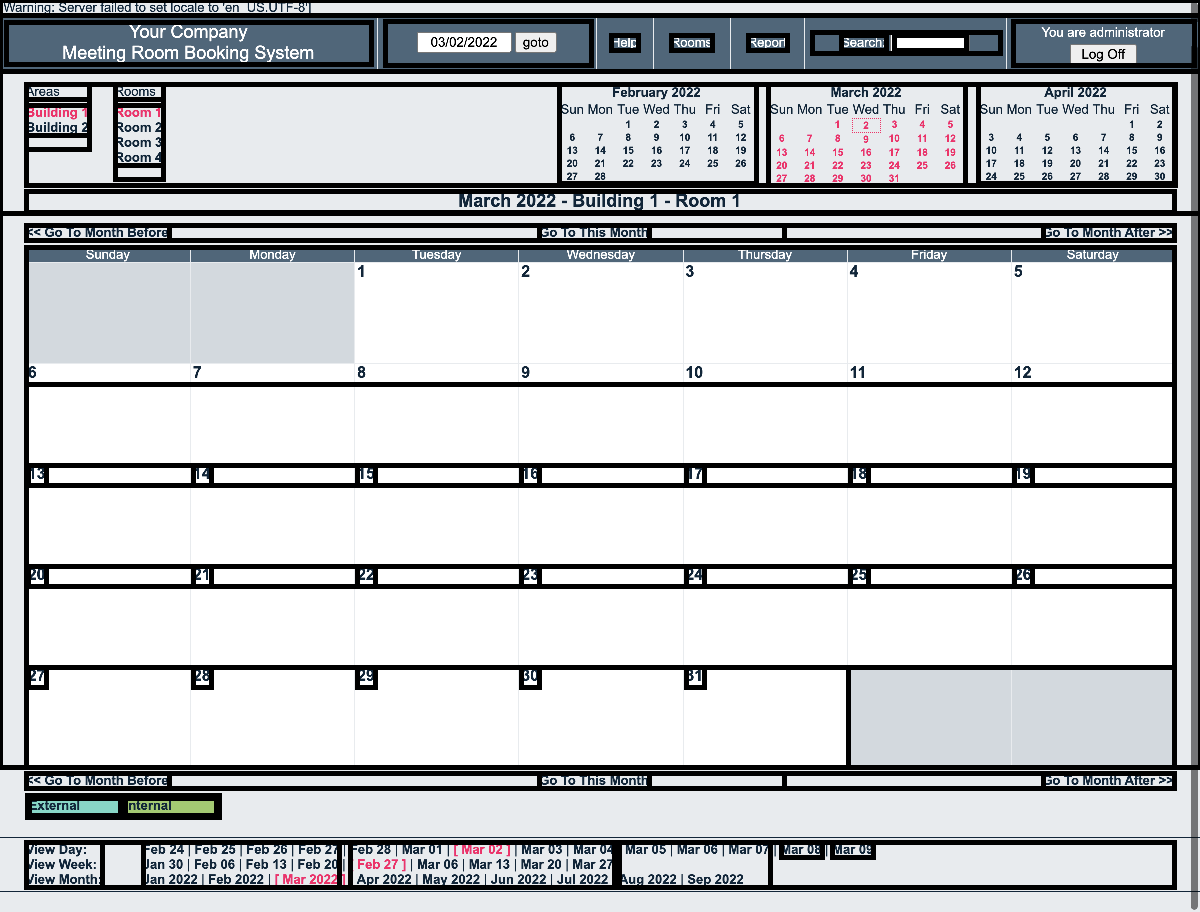 Warning: Server failed to set locale to 'en_US.UTF-8']
Your Company
Meeting Room Booking System
03/02/2022 goto
Help
Rooms
Report
Search:
You are administrator
Log Off
Areas
Building 1
Building 2
Rooms
Room 1
Room 2
Room 3
Room 4
February 2022
Sun Mon Tue Wed Thu Fri Sat
1 2 3 4 5
6 7 8 9 10 11 12
13 14 15 16 17 18 19
20 21 22 23 24 25 26
27 28
March 2022
Sun Mon Tue Wed Thu Fri Sat
1 2 3 4 5
6 7 8 9 10 11 12
13 14 15 16 17 18 19
20 21 22 23 24 25 26
27 28 29 30 31
April 2022
Sun Mon Tue Wed Thu Fri Sat
1 2
3 4 5 6 7 8 9
10 11 12 13 14 15 16
17 18 19 20 21 22 23
24 25 26 27 28 29 30
March 2022 - Building 1 - Room 1
<< Go To Month Before Go To This Month Go To Month After >>
Sunday Monday Tuesday Wednesday Thursday Friday Saturday
1 2 3 4 5
6 7 8 9 10 11 12
13 14 15 16 17 18 19
20 21 22 23 24 25 26
27 28 29 30 31
<< Go To Month Before Go To This Month Go To Month After >>
External Internal
View Day: Feb 24 | Feb 25 | Feb 26 | Feb 27 | Feb 28 | Mar 01 | [ Mar 02 ] | Mar 03 | Mar 04 | Mar 05 | Mar 06 | Mar 07 | Mar 08 | Mar 09
View Week: Jan 30 | Feb 06 | Feb 13 | Feb 20 | Feb 27 ] | Mar 06 | Mar 13 | Mar 20 | Mar 27
View Month: Jan 2022 | Feb 2022 | [ Mar 2022 ] | Apr 2022 | May 2022 | Jun 2022 | Jul 2022 | Aug 2022 | Sep 2022